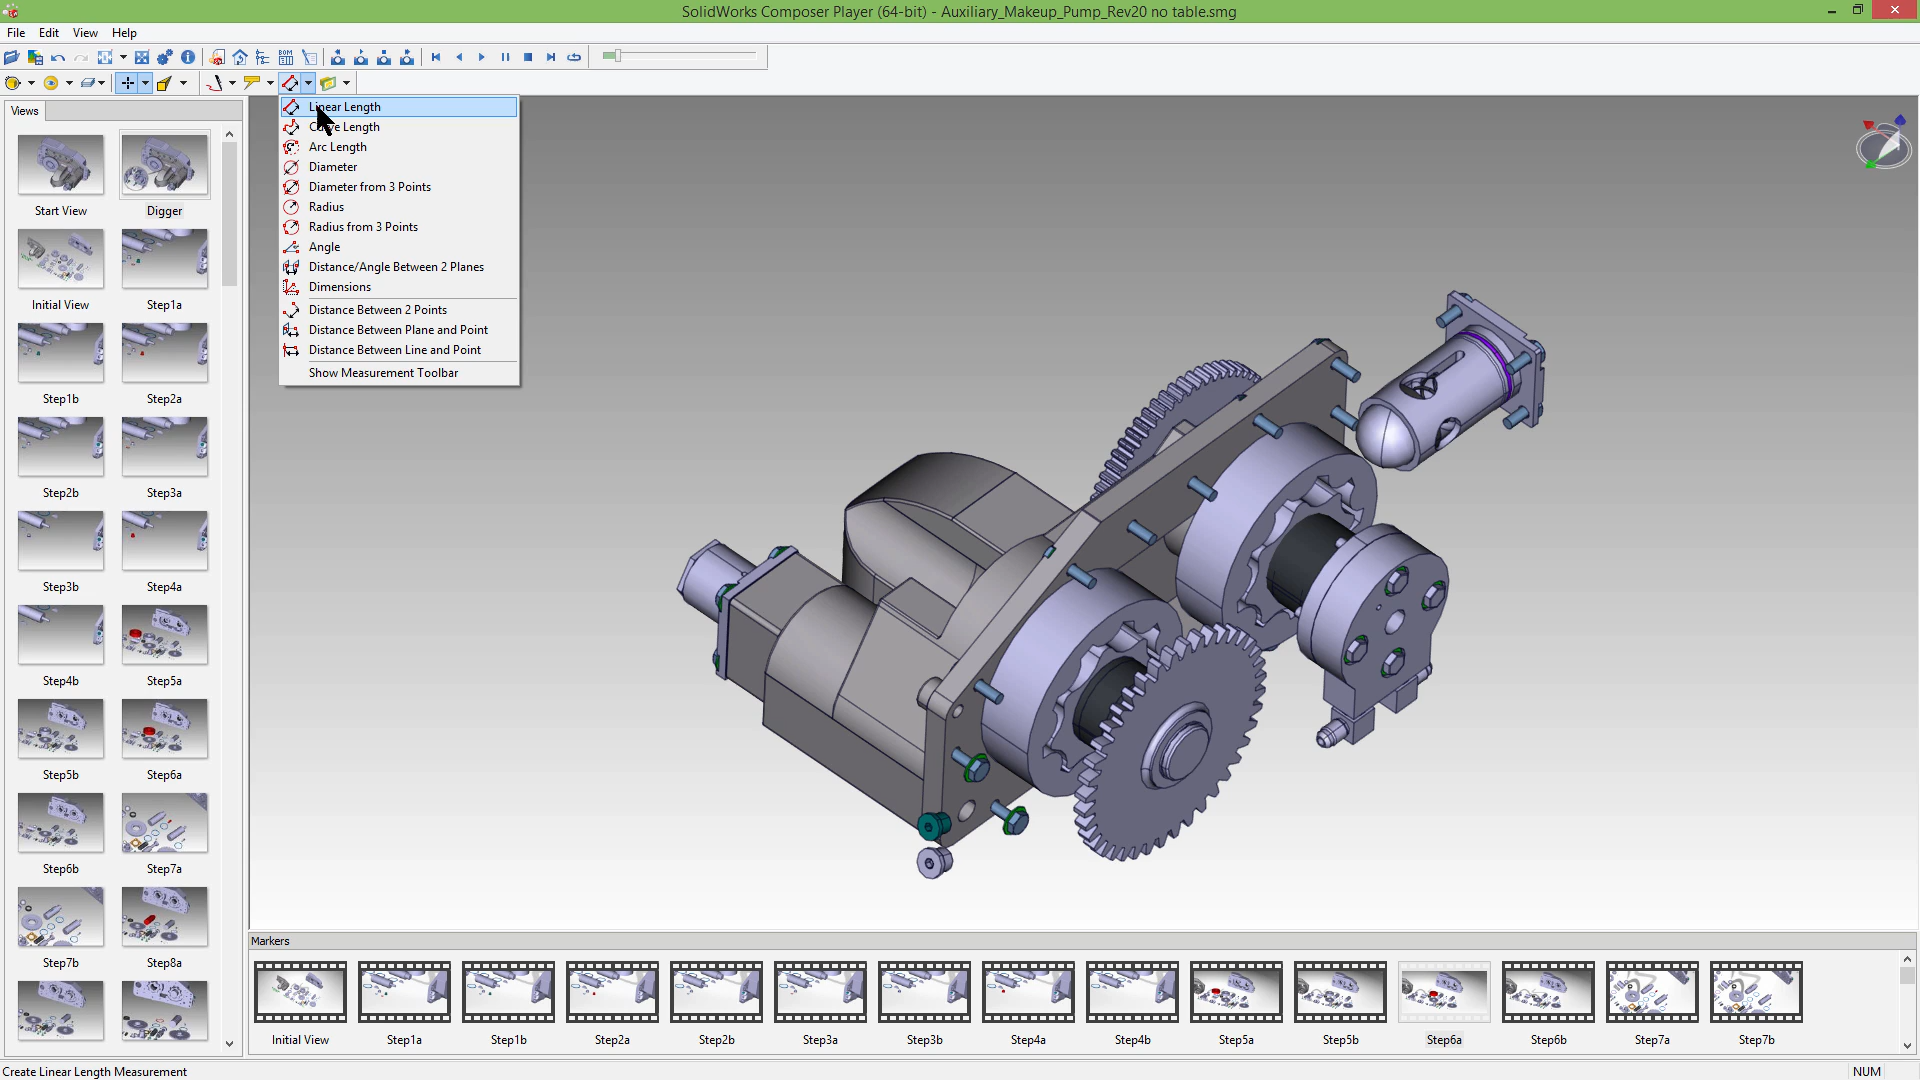 SolidWorks Composer Player (64-bit) - Auxiliary_Makeup_Pump_Rev20 no table.smg
File Edit View Help
BOM
Views
Start View Digger
Initial View Step1a
Step1b Step2a
Step2b Step3a
Step3b Step4a
Step4b Step5a
Step5b Step6a
Step6b Step7a
Step7b Step8a
Linear Length
Curve Length
Arc Length
Diameter
Diameter from 3 Points
Radius
Radius from 3 Points
Angle
Distance/Angle Between 2 Planes
Dimensions
Distance Between 2 Points
Distance Between Plane and Point
Distance Between Line and Point
Show Measurement Toolbar
Markers
Initial View Step1a Step1b Step2a Step2b Step3a Step3b Step4a Step4b Step5a Step5b Step6a Step6b Step7a Step7b
Create Linear Length Measurement
NUM